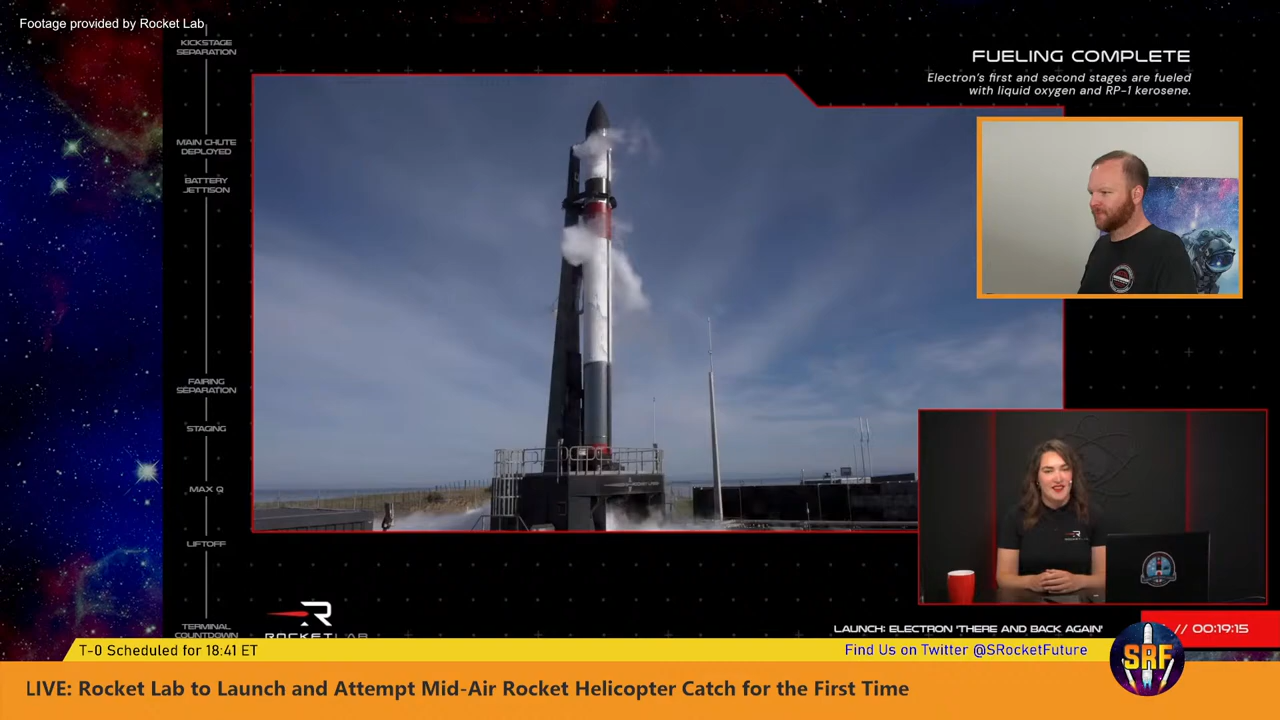 Footage provided by Rocket Lab
KICKSTAGE
SEPARATION
MAIN CHUTE
DEPLOYED
BATTERY
JETTISON
FAIRING
SEPARATION
STAGING
MAX Q
LIFTOFF
TERMINAL
COUNTDOWN
FUELING COMPLETE
Electron's first and second stages are fueled
with liquid oxygen and RP-1 kerosene.
R
ROCKETLAB
LAUNCH: ELECTRON 'THERE AND BACK AGAIN'
// 00:19:15
T-0 Scheduled for 18:41 ET
Find Us on Twitter @SRocketFuture
SRF
LIVE: Rocket Lab to Launch and Attempt Mid-Air Rocket Helicopter Catch for the First Time